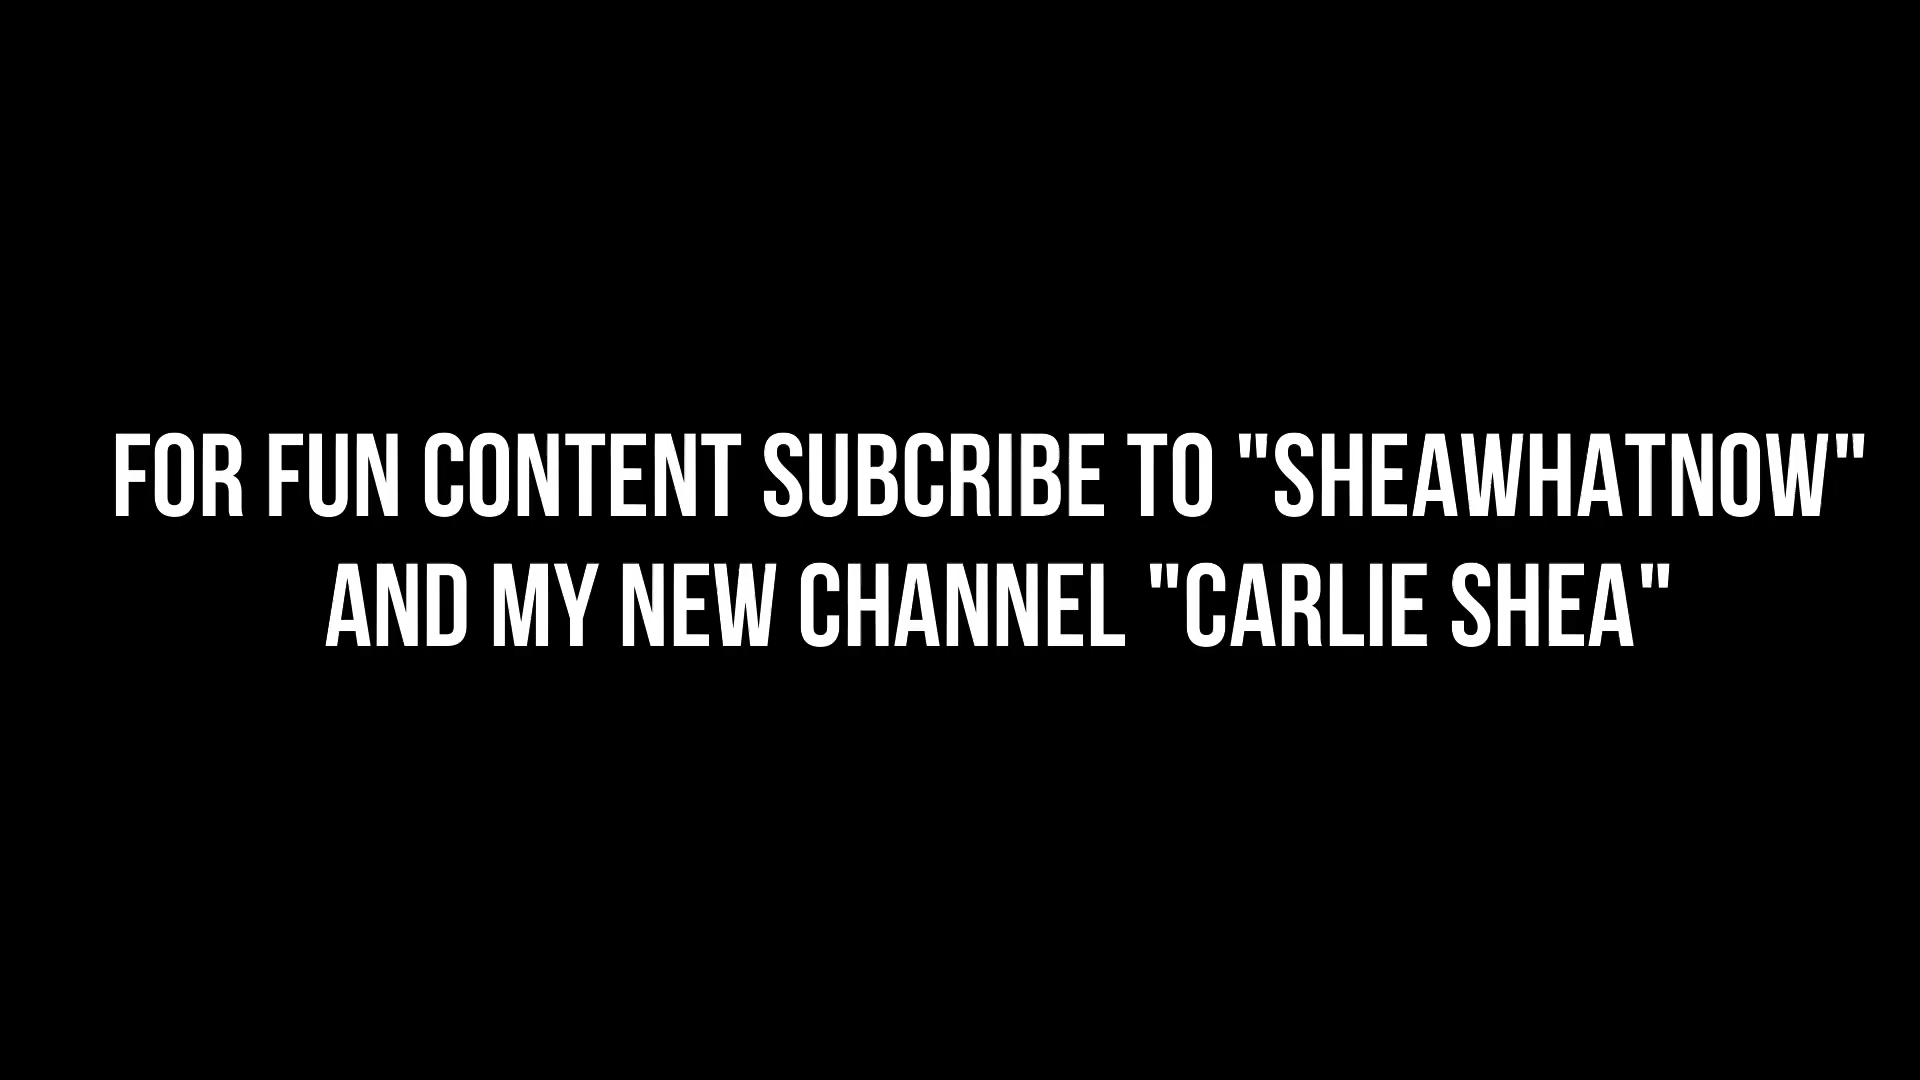 FOR FUN CONTENT SUBCRIBE TO "SHEAWHATNOW"
AND MY NEW CHANNEL "CARLIE SHEA"